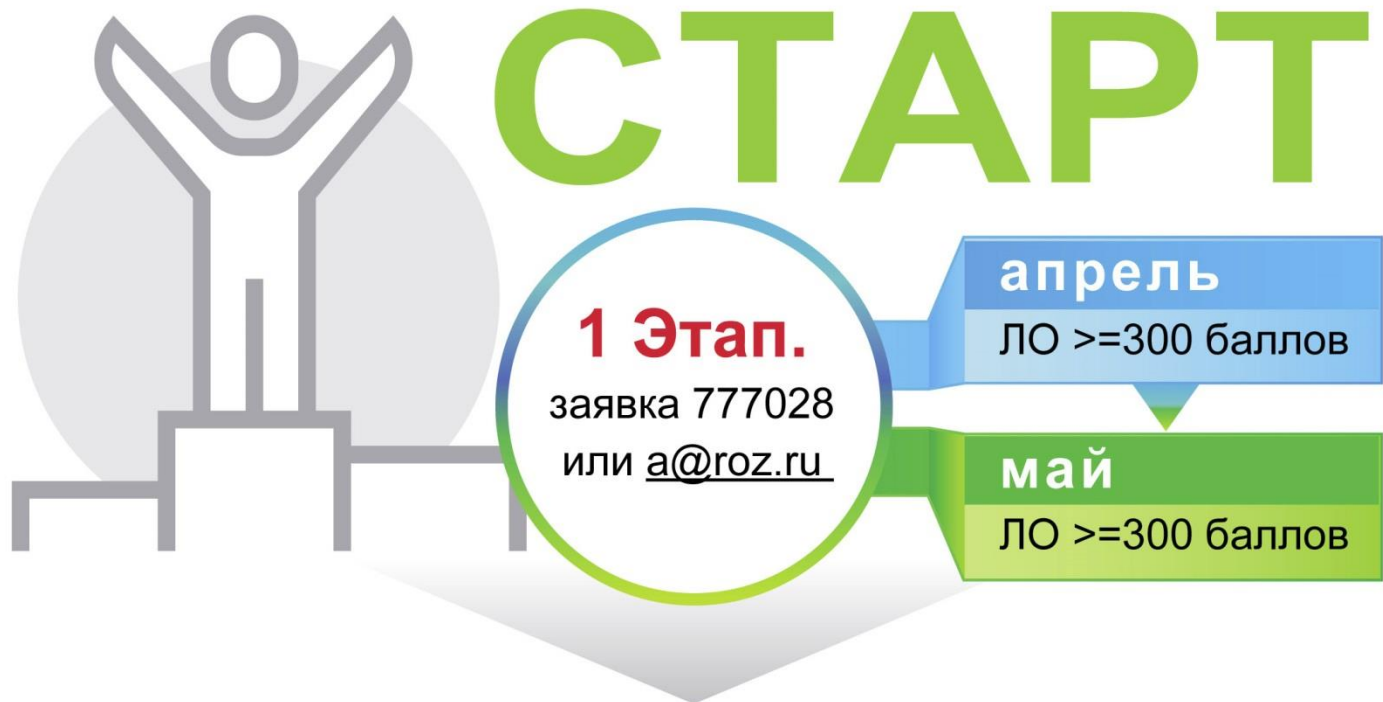 СТАРТ
1 Этап.
заявка 777028
или a@roz.ru
апрель
ЛО >=300 баллов
май
ЛО >=300 баллов